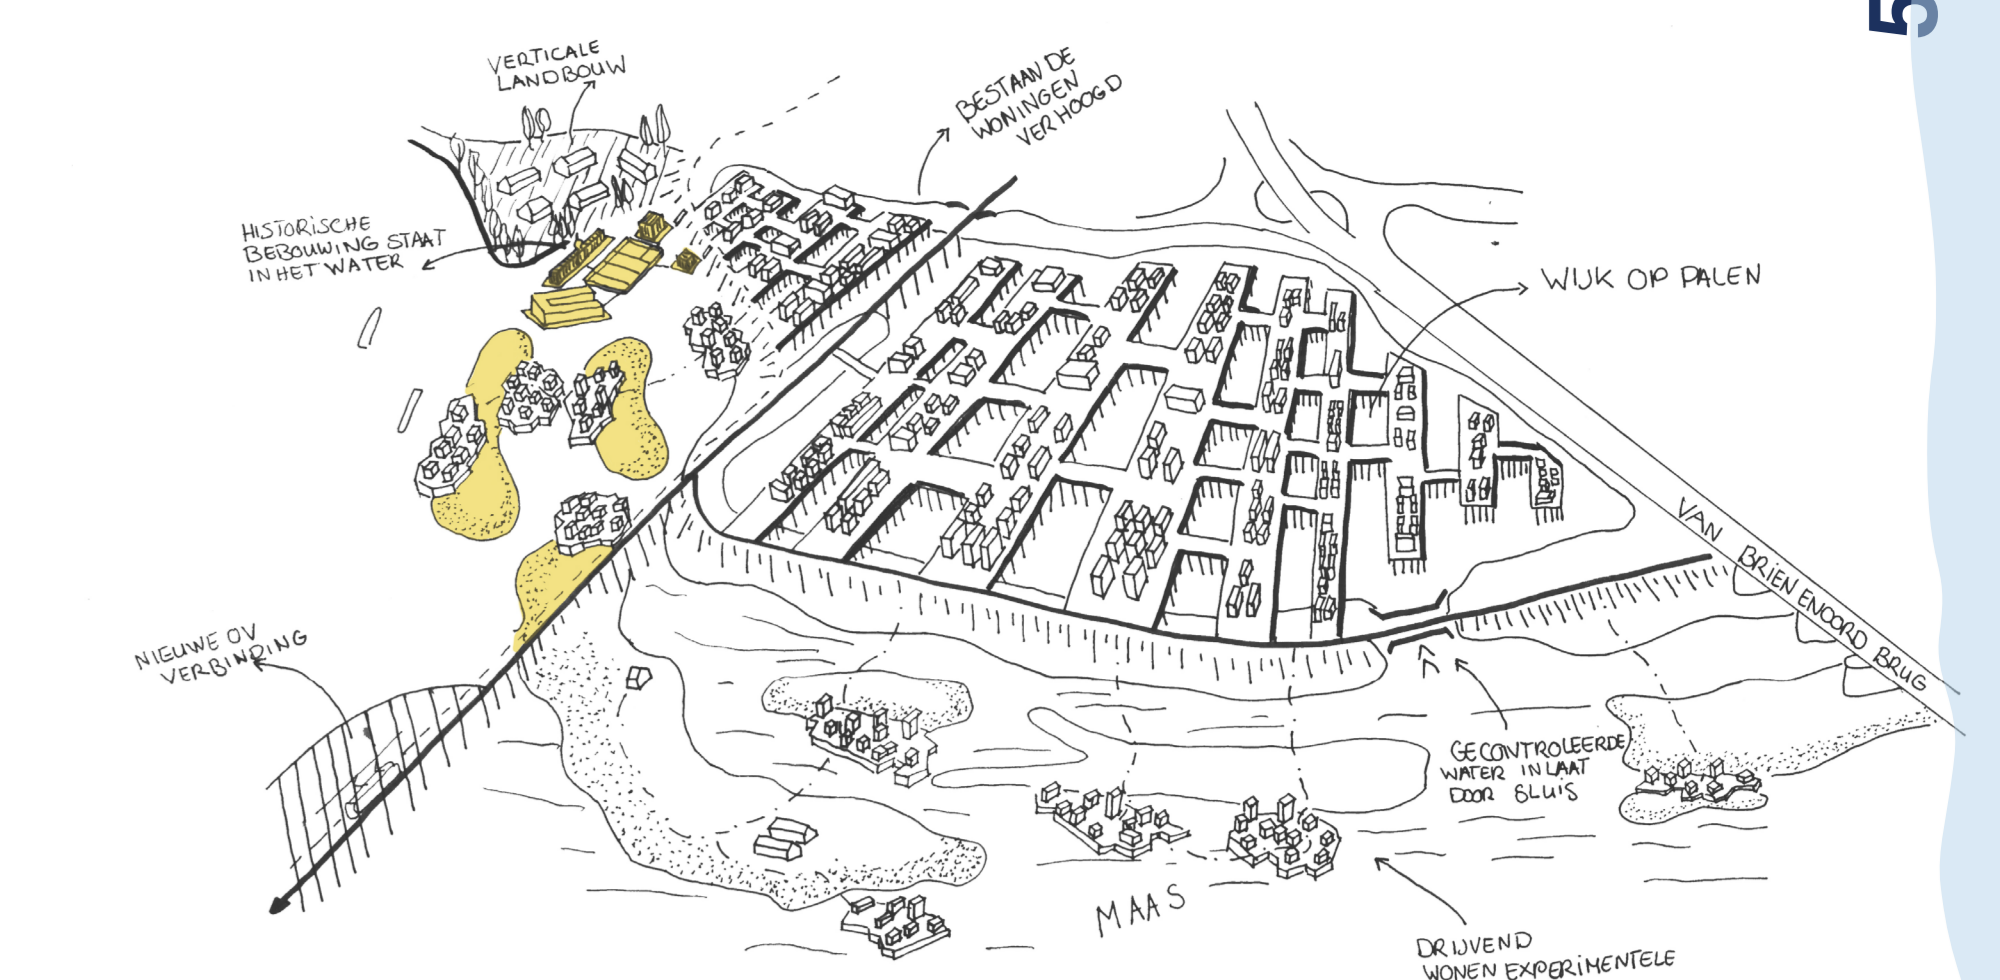 5
VERTICALE
LANDBOUW
BESTAAN DE
WONINGEN
VERHOOGD
HISTORISCHE
BEBOUWING STAAT
IN HET WATER
WIJK OP PALEN
VAN BRIENENOORD BRUG
NIEUWE OV
VERBINDING
GECONTROLEERDE
WATER INLAAT
DOOR SLUIS
MAAS
DRIJVEND
WONEN EXPERIMENTELE